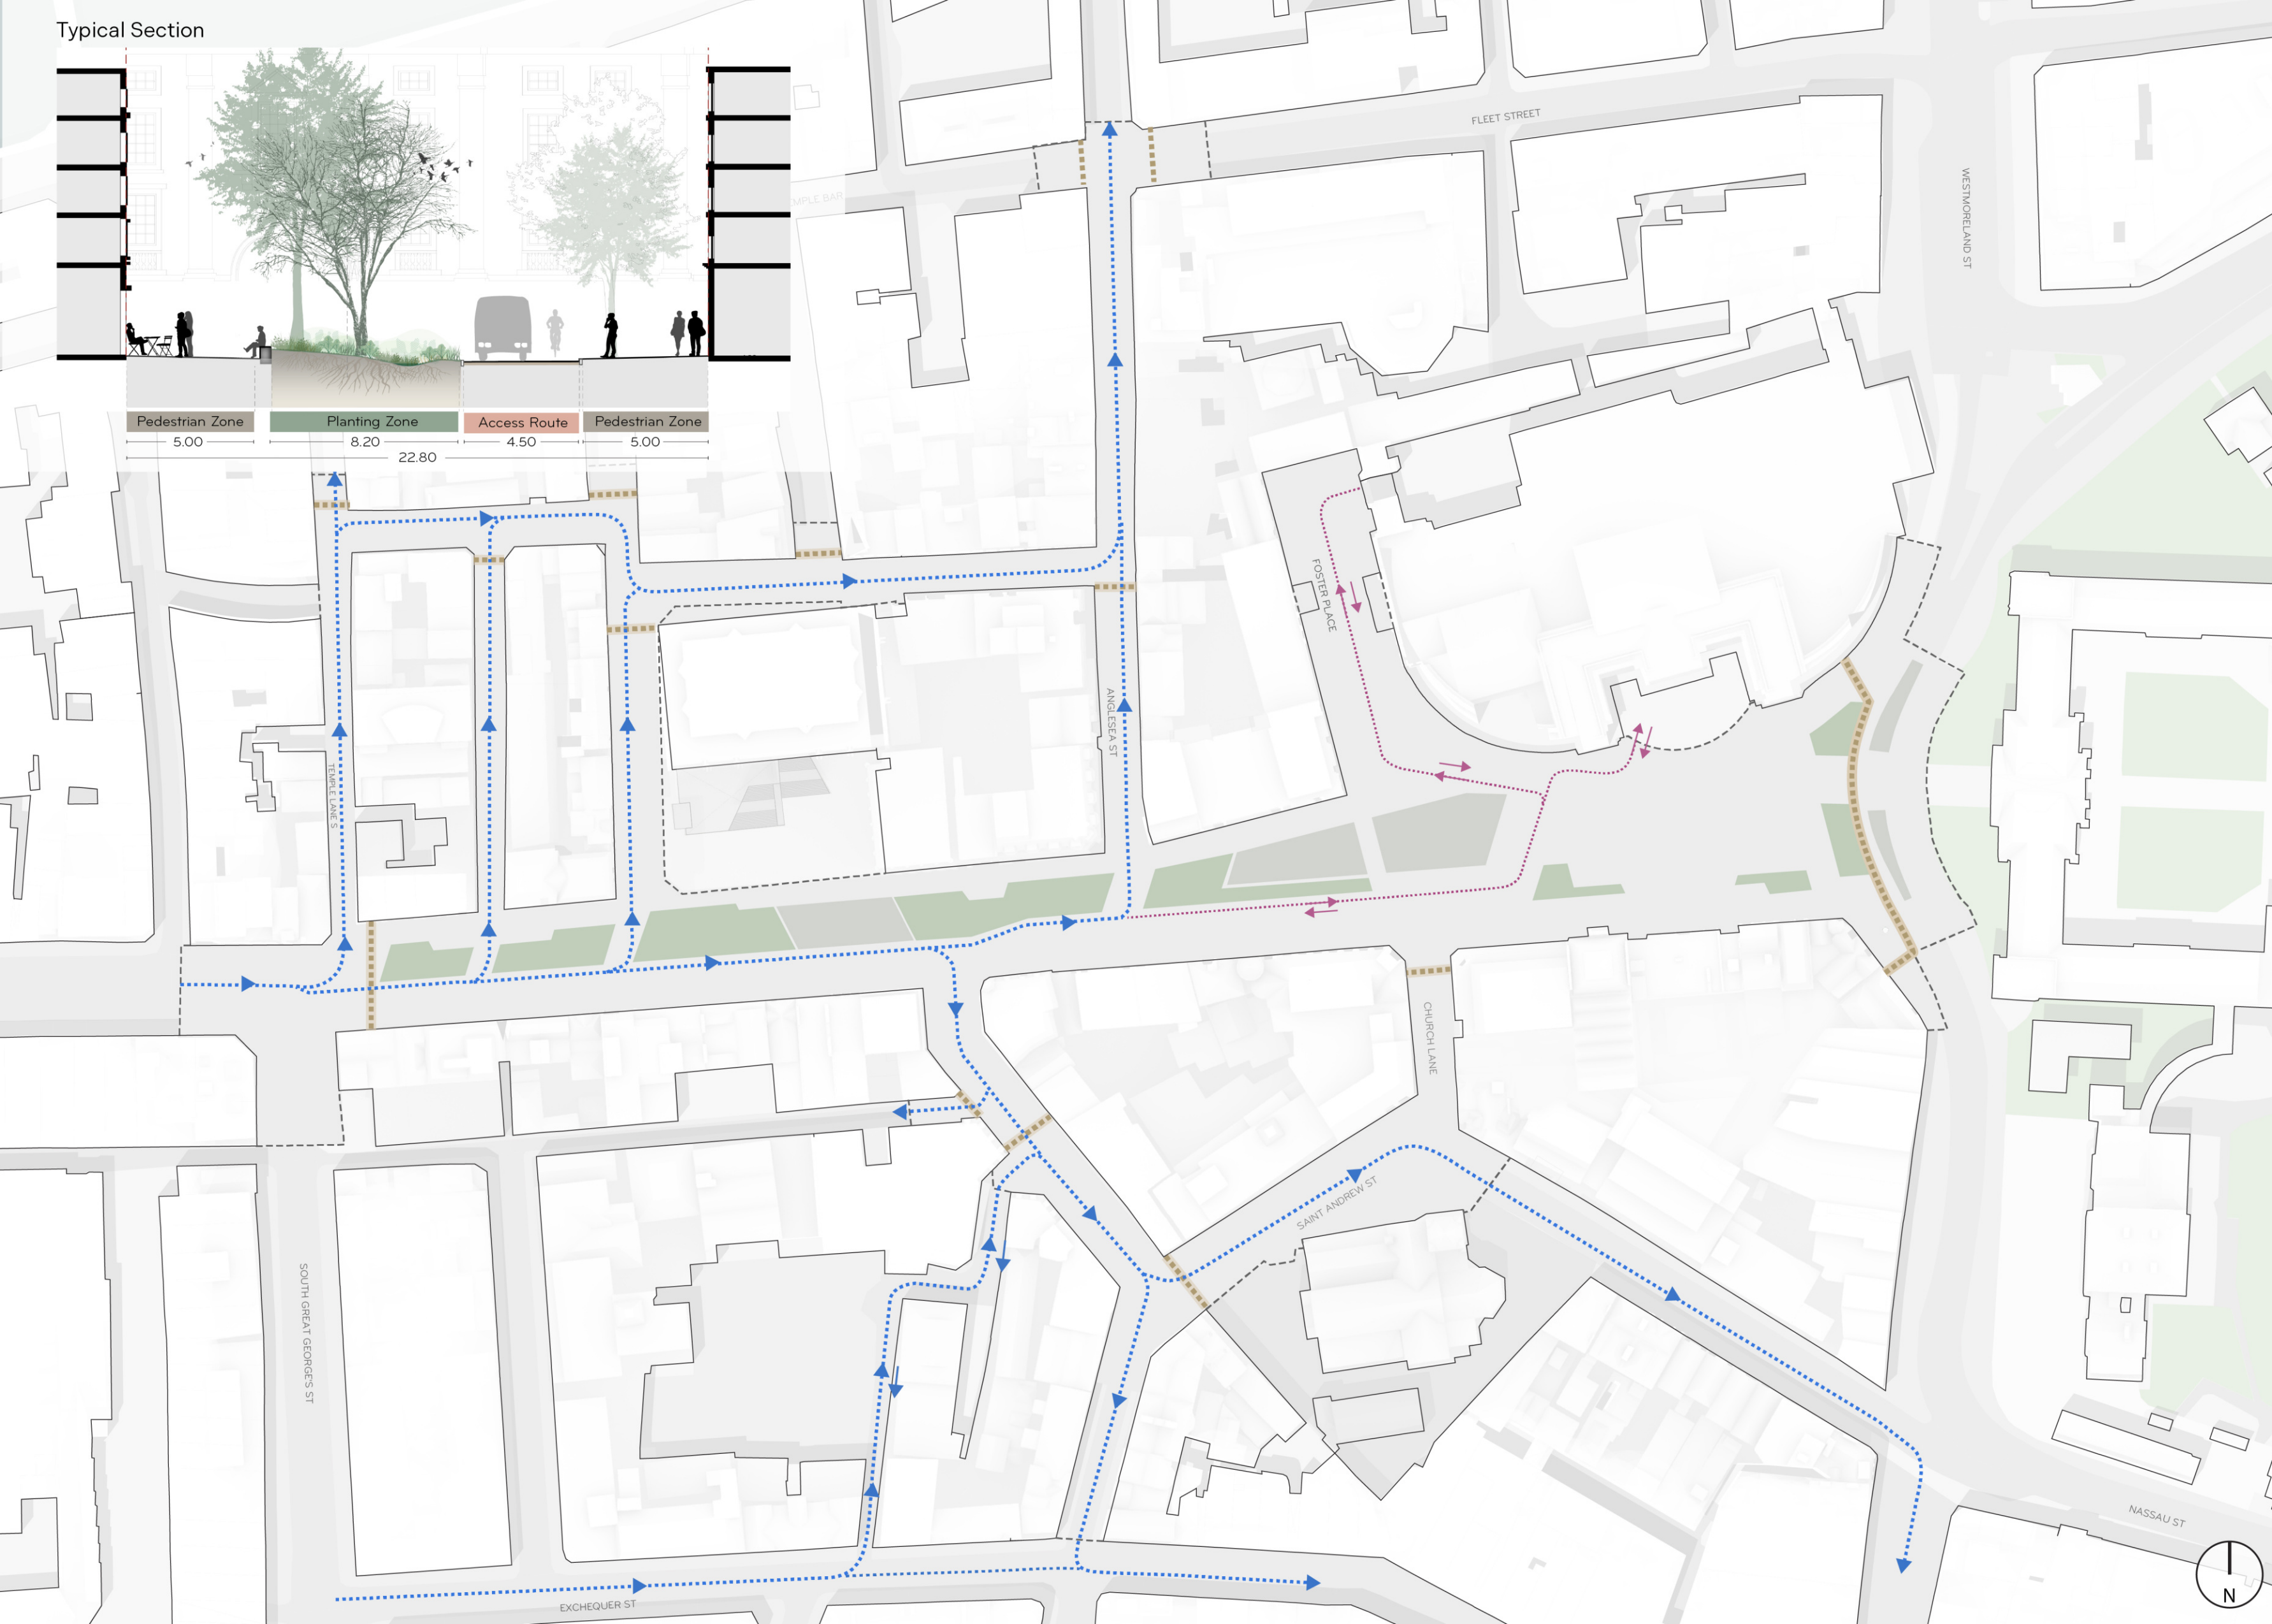 Typical Section
Pedestrian Zone
Planting Zone
Access Route
Pedestrian Zone
5.00
8.20
4.50
5.00
22.80
FLEET STREET
WESTMORELAND ST
MPLE BAR
FOSTER PLACE
ANGLESEA ST
TEMPLE LANE S
CHURCH LANE
SAINT ANDREW ST
SOUTH GREAT GEORGE'S ST
NASSAU ST
EXCHEQUER ST
N